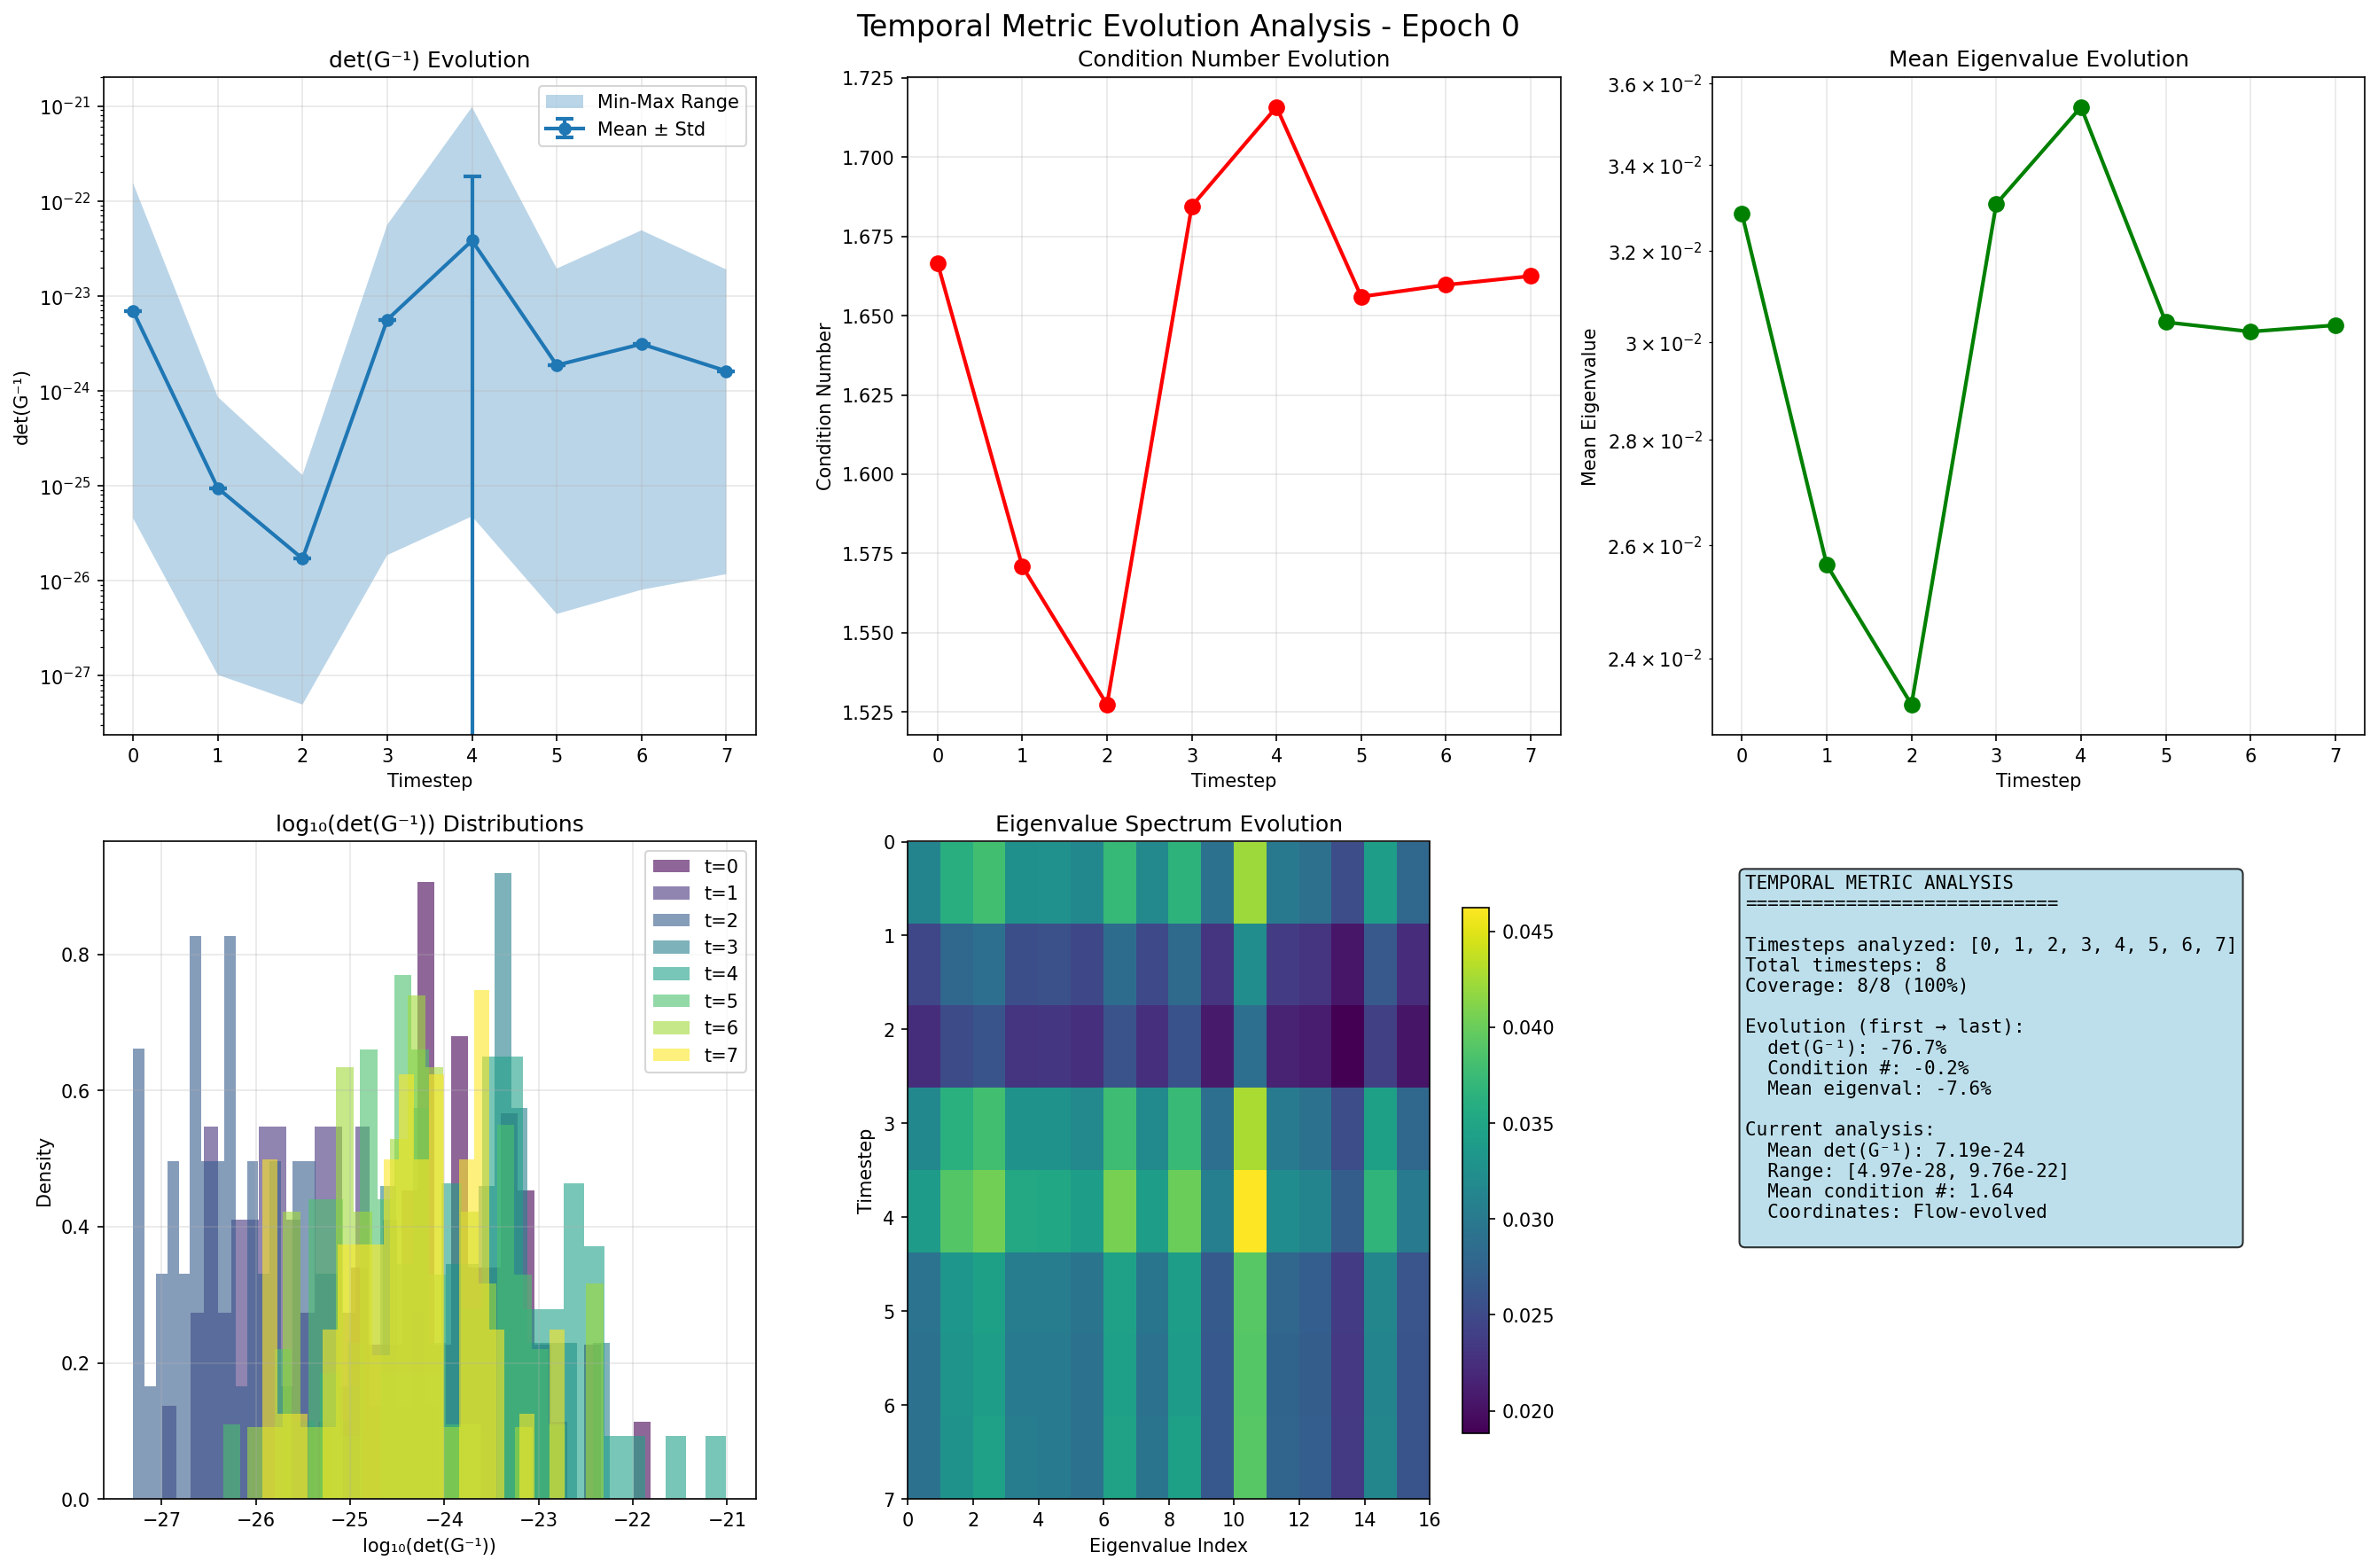 Temporal Metric Evolution Analysis - Epoch 0
det(G⁻¹) Evolution
10⁻²¹
10⁻²²
10⁻²³
10⁻²⁴
10⁻²⁵
10⁻²⁶
10⁻²⁷
det(G⁻¹)
Min-Max Range
Mean ± Std
0 1 2 3 4 5 6 7
Timestep
Condition Number Evolution
1.725
1.700
1.675
1.650
1.625
1.600
1.575
1.550
1.525
Condition Number
0 1 2 3 4 5 6 7
Timestep
Mean Eigenvalue Evolution
3.6 × 10⁻²
3.4 × 10⁻²
3.2 × 10⁻²
3 × 10⁻²
2.8 × 10⁻²
2.6 × 10⁻²
2.4 × 10⁻²
Mean Eigenvalue
0 1 2 3 4 5 6 7
Timestep
log₁₀(det(G⁻¹)) Distributions
0.8
0.6
0.4
0.2
0.0
Density
t=0
t=1
t=2
t=3
t=4
t=5
t=6
t=7
−27 −26 −25 −24 −23 −22 −21
log₁₀(det(G⁻¹))
Eigenvalue Spectrum Evolution
0
1
2
3
4
5
6
7
Timestep
0 2 4 6 8 10 12 14 16
Eigenvalue Index
0.045
0.040
0.035
0.030
0.025
0.020
TEMPORAL METRIC ANALYSIS
============================
Timesteps analyzed: [0, 1, 2, 3, 4, 5, 6, 7]
Total timesteps: 8
Coverage: 8/8 (100%)
Evolution (first → last):
det(G⁻¹): -76.7%
Condition #: -0.2%
Mean eigenval: -7.6%
Current analysis:
Mean det(G⁻¹): 7.19e-24
Range: [4.97e-28, 9.76e-22]
Mean condition #: 1.64
Coordinates: Flow-evolved